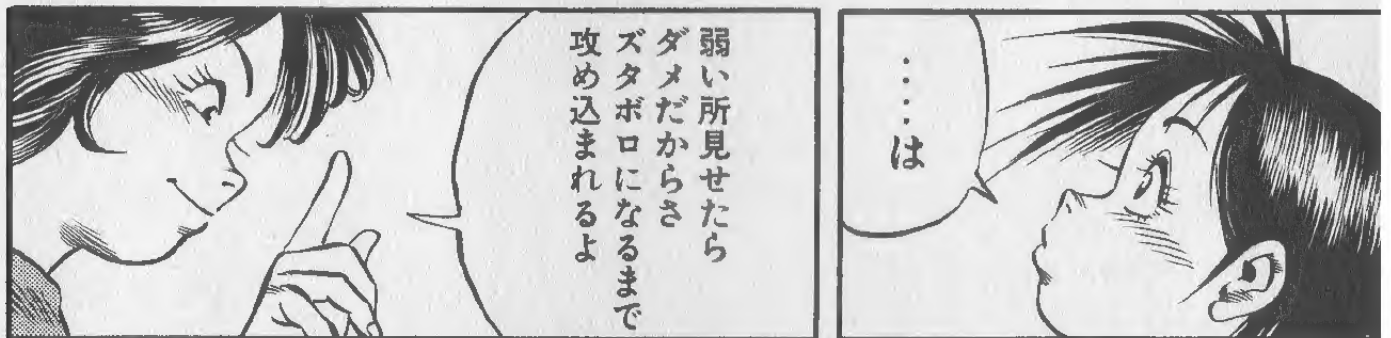 ‥‥は
弱い所見せたら
ダメだからさ
ズタボロになるまで
攻め込まれるよ